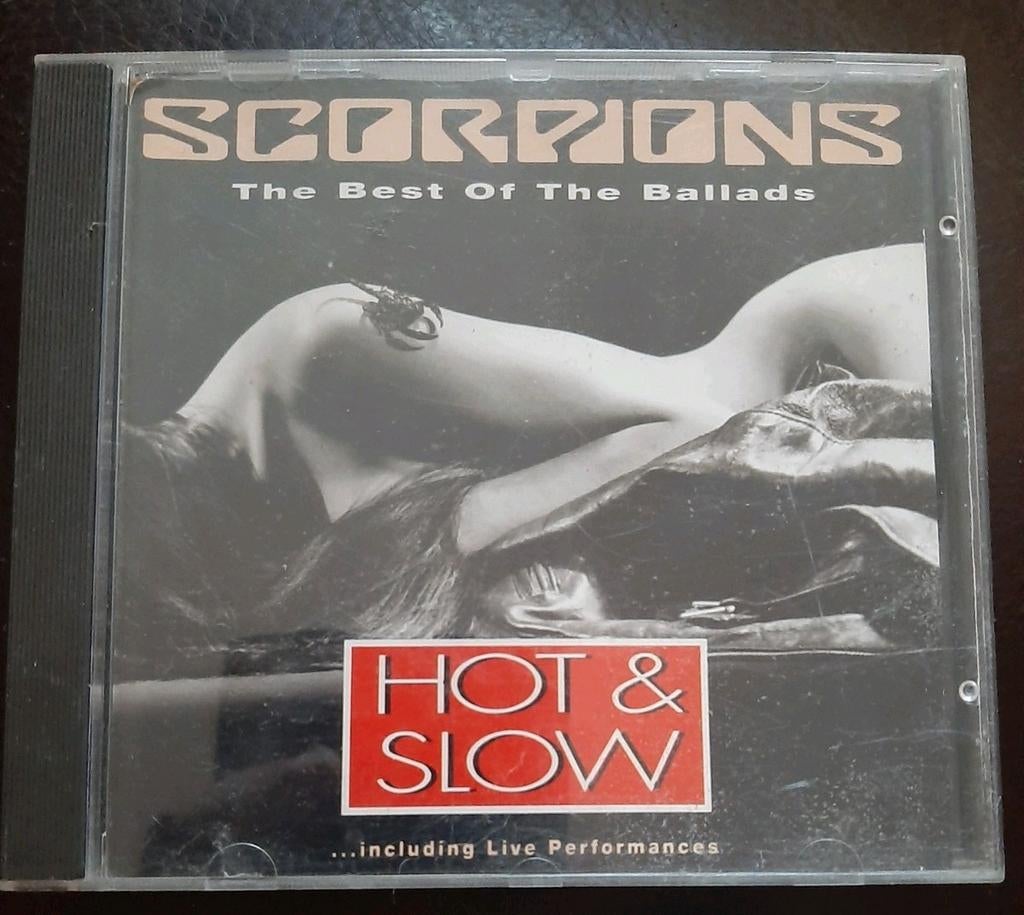 SCORPIONS
The Best Of The Ballads
HOT &
SLOW
...including Live Performances